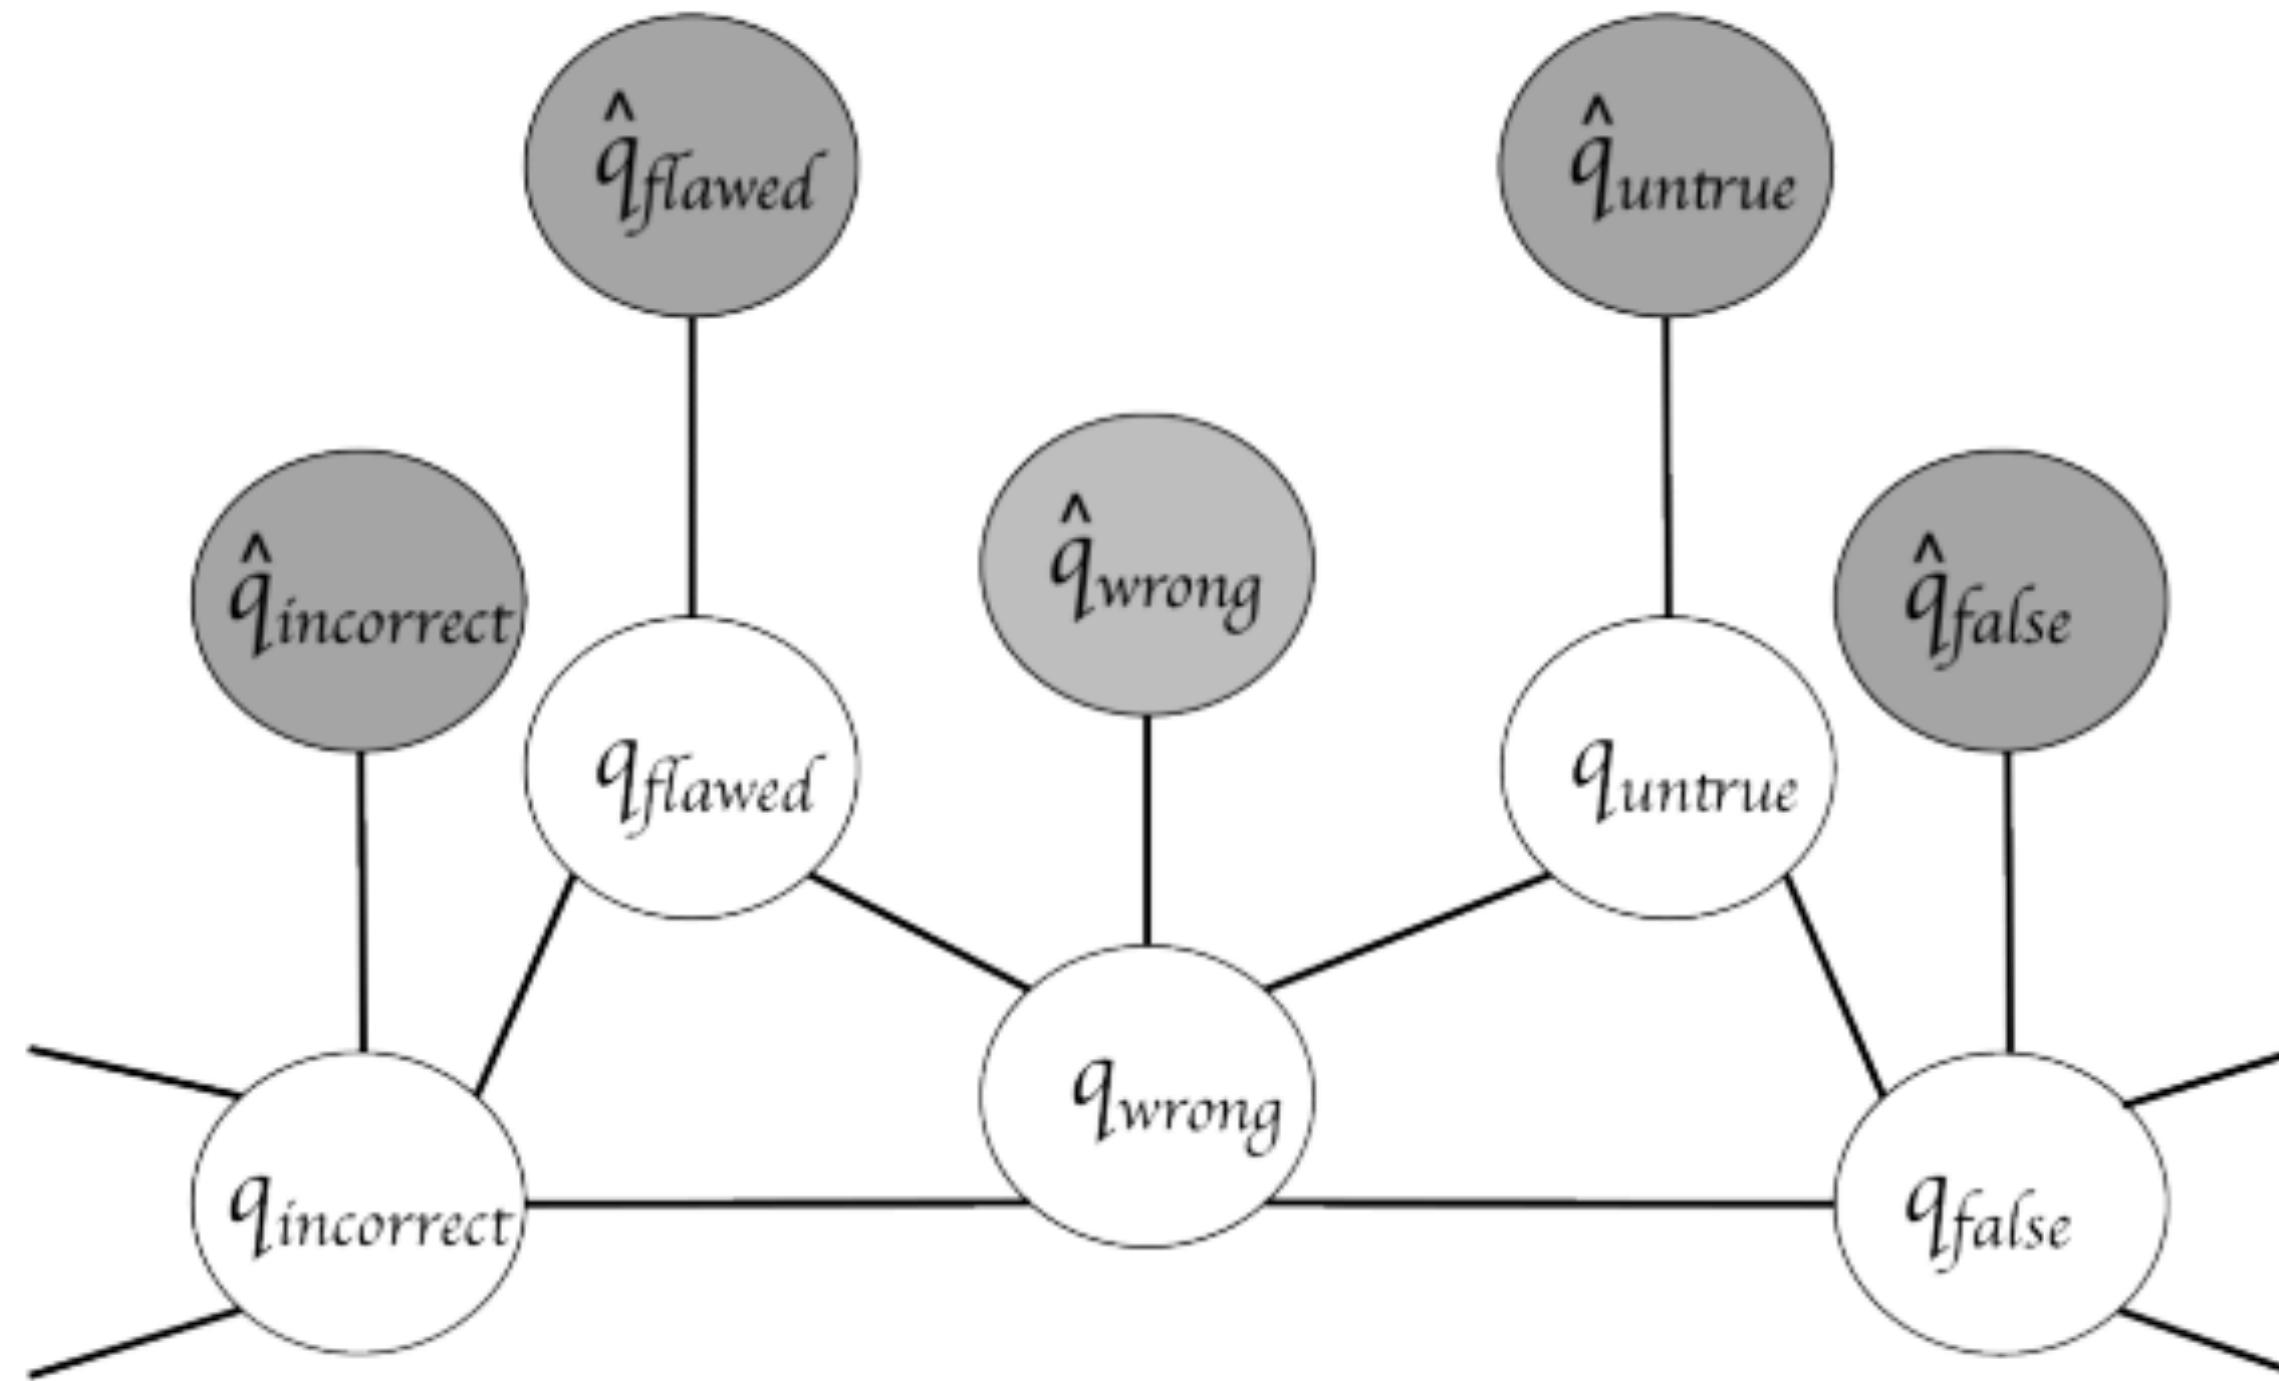 q̂flawed
q̂untrue
q̂incorrect
q̂wrong
q̂false
qflawed
quntrue
qwrong
qincorrect
qfalse